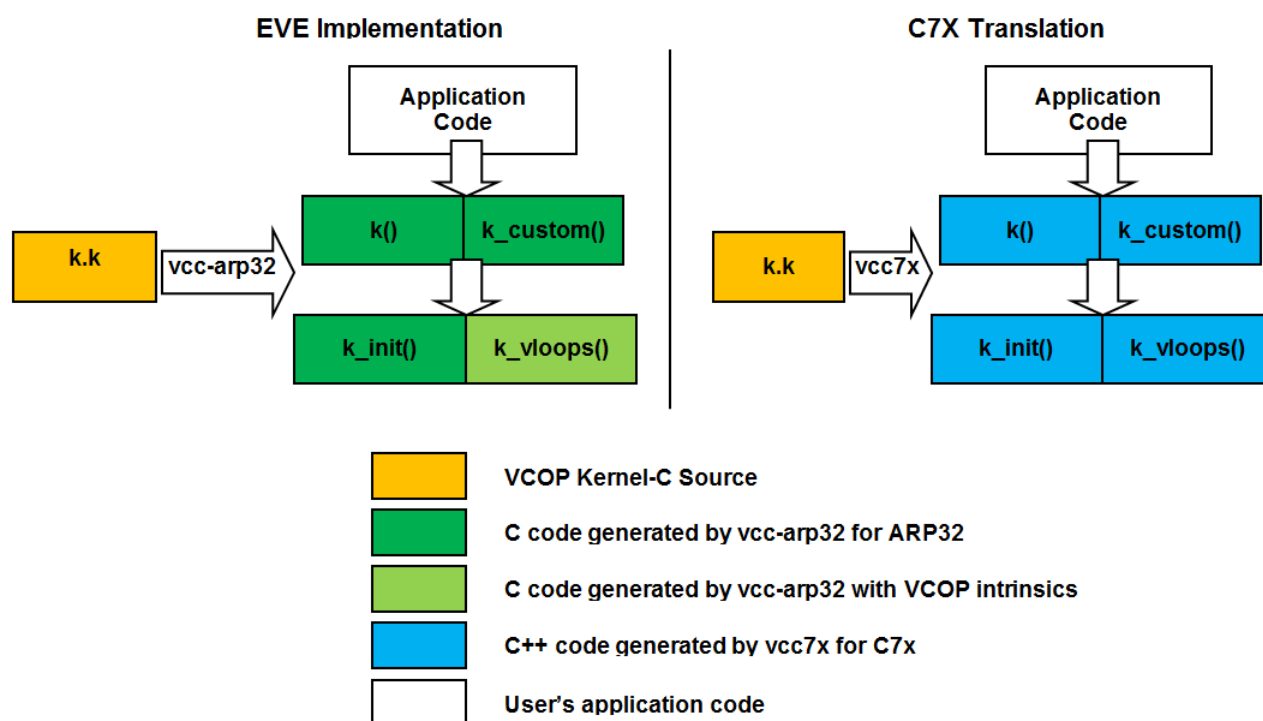 EVE Implementation
C7X Translation
Application
Code
Application
Code
k()
k_custom()
k()
k_custom()
k.k
vcc-arp32
k.k
vcc7x
k_init()
k_vloops()
k_init()
k_vloops()
VCOP Kernel-C Source
C code generated by vcc-arp32 for ARP32
C code generated by vcc-arp32 with VCOP intrinsics
C++ code generated by vcc7x for C7x
User's application code